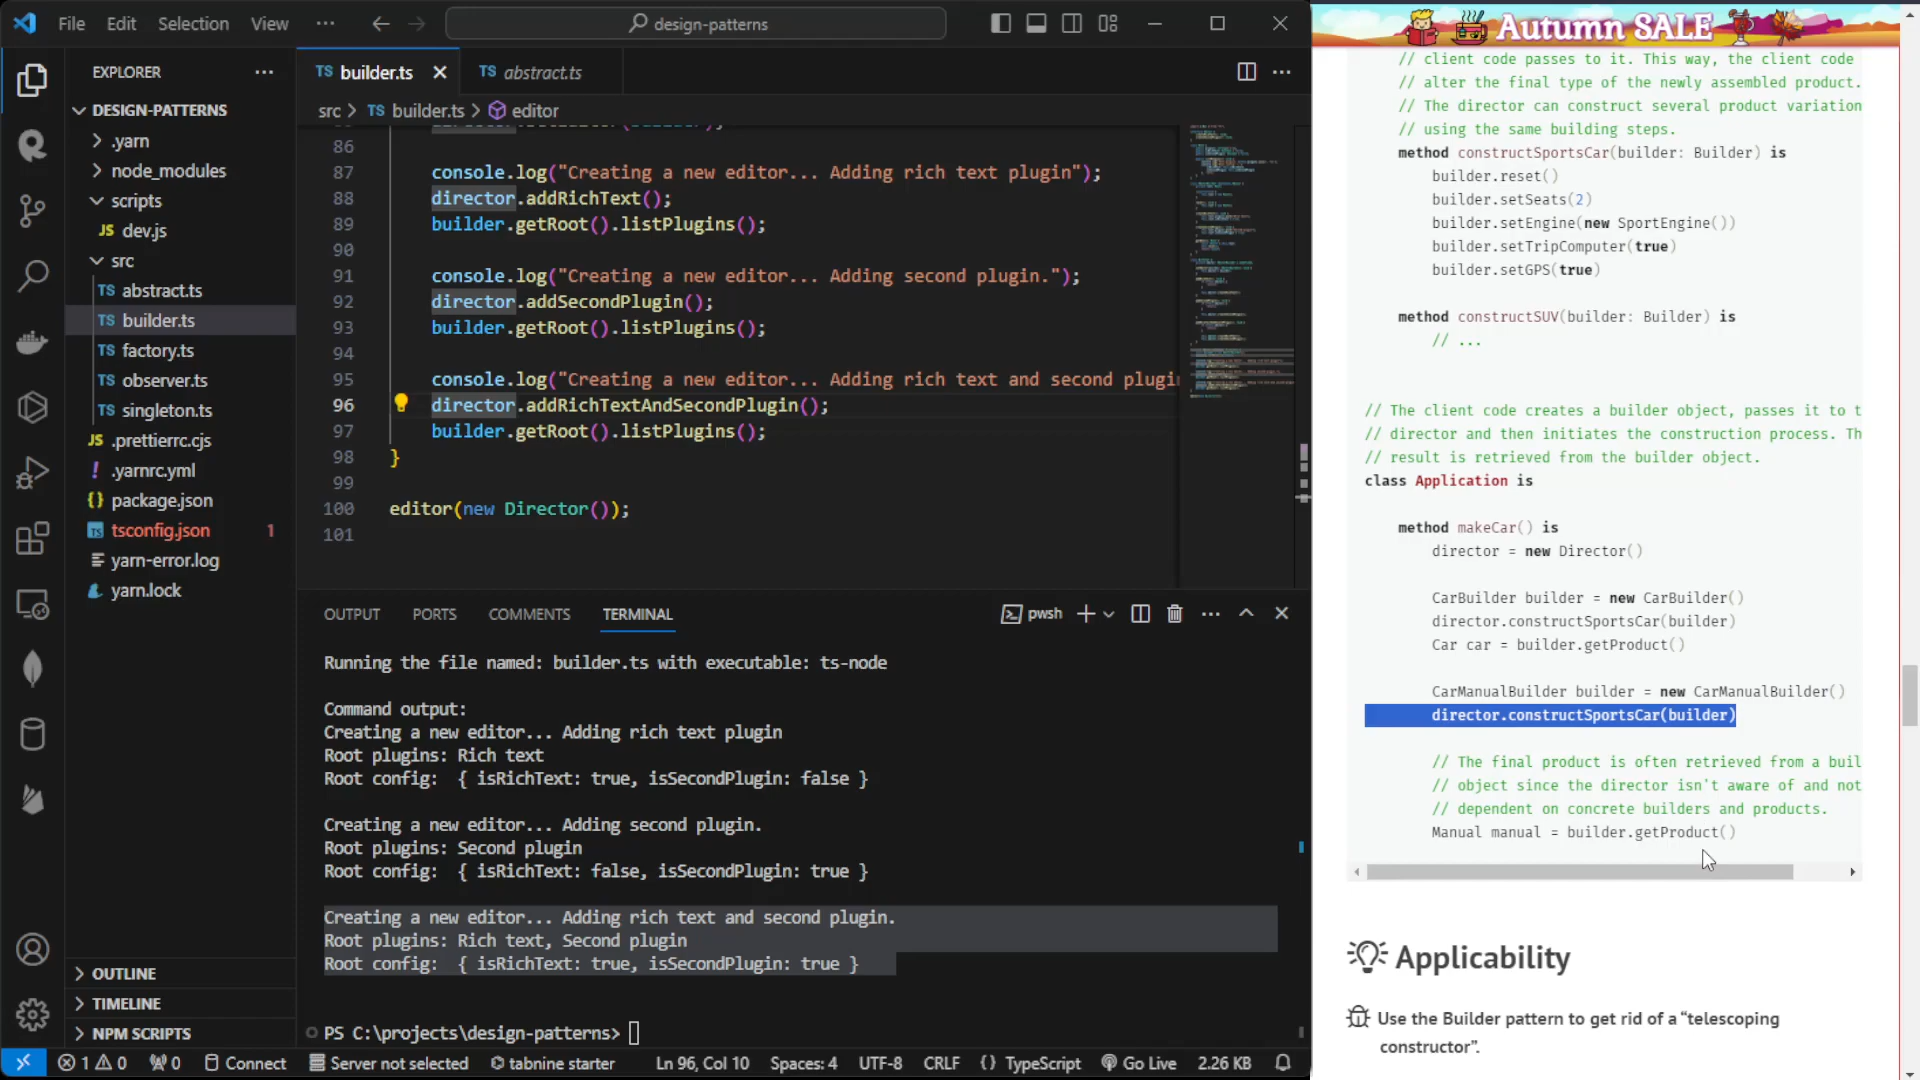 File Edit Selection View ··· design-patterns
EXPLORER
DESIGN-PATTERNS
.yarn
node_modules
scripts
JS dev.js
src
TS abstract.ts
TS builder.ts
TS factory.ts
TS observer.ts
TS singleton.ts
JS .prettierrc.cjs
! .yarnrc.yml
{} package.json
TS tsconfig.json 1
yarn-error.log
yarn.lock
OUTLINE
TIMELINE
NPM SCRIPTS
TS builder.ts TS abstract.ts
src > TS builder.ts > editor
86
87 console.log("Creating a new editor... Adding rich text plugin");
88 director.addRichText();
89 builder.getRoot().listPlugins();
90
91 console.log("Creating a new editor... Adding second plugin.");
92 director.addSecondPlugin();
93 builder.getRoot().listPlugins();
94
95 console.log("Creating a new editor... Adding rich text and second plugi
96 director.addRichTextAndSecondPlugin();
97 builder.getRoot().listPlugins();
98 }
99
100 editor(new Director());
101
OUTPUT PORTS COMMENTS TERMINAL pwsh
Running the file named: builder.ts with executable: ts-node
Command output:
Creating a new editor... Adding rich text plugin
Root plugins: Rich text
Root config: { isRichText: true, isSecondPlugin: false }
Creating a new editor... Adding second plugin.
Root plugins: Second plugin
Root config: { isRichText: false, isSecondPlugin: true }
Creating a new editor... Adding rich text and second plugin.
Root plugins: Rich text, Second plugin
Root config: { isRichText: true, isSecondPlugin: true }
PS C:\projects\design-patterns>
1 0 0 Connect Server not selected tabnine starter Ln 96, Col 10 Spaces: 4 UTF-8 CRLF {} TypeScript Go Live 2.26 KB
Autumn SALE
// client code passes to it. This way, the client code
// alter the final type of the newly assembled product.
// The director can construct several product variation
// using the same building steps.
method constructSportsCar(builder: Builder) is
builder.reset()
builder.setSeats(2)
builder.setEngine(new SportEngine())
builder.setTripComputer(true)
builder.setGPS(true)
method constructSUV(builder: Builder) is
// ...
// The client code creates a builder object, passes it to t
// director and then initiates the construction process. Th
// result is retrieved from the builder object.
class Application is
method makeCar() is
director = new Director()
CarBuilder builder = new CarBuilder()
director.constructSportsCar(builder)
Car car = builder.getProduct()
CarManualBuilder builder = new CarManualBuilder()
director.constructSportsCar(builder)
// The final product is often retrieved from a buil
// object since the director isn't aware of and not
// dependent on concrete builders and products.
Manual manual = builder.getProduct()
Applicability
Use the Builder pattern to get rid of a “telescoping
constructor”.